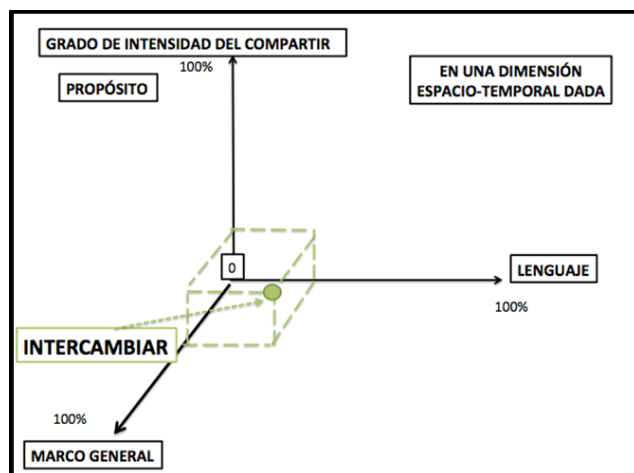 GRADO DE INTENSIDAD DEL COMPARTIR
100%
PROPÓSITO
EN UNA DIMENSIÓN
ESPACIO-TEMPORAL DADA
0
LENGUAJE
100%
INTERCAMBIAR
100%
MARCO GENERAL